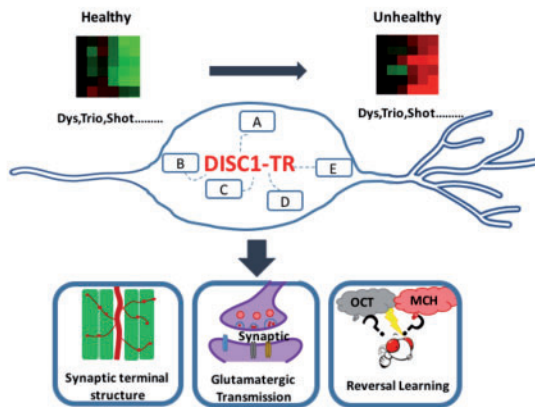 Healthy
Unhealthy
Dys,Trio,Shot.........
Dys,Trio,Shot.........
A
B
DISC1-TR
E
C
D
OCT
MCH
?
?
Synaptic
Synaptic terminal
structure
Glutamatergic
Transmission
Reversal Learning